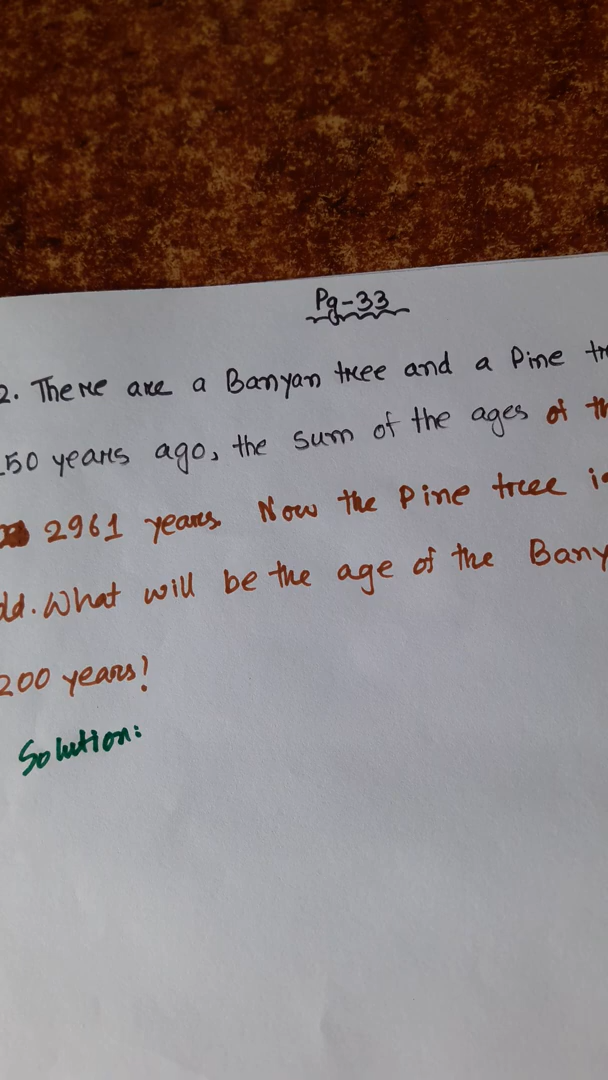 Pg-33
2. There are a Banyan tree and a Pine
50 years ago, the sum of the ages of
2961 years. Now the Pine tree
What will be the age of the
200 years!
Solution: